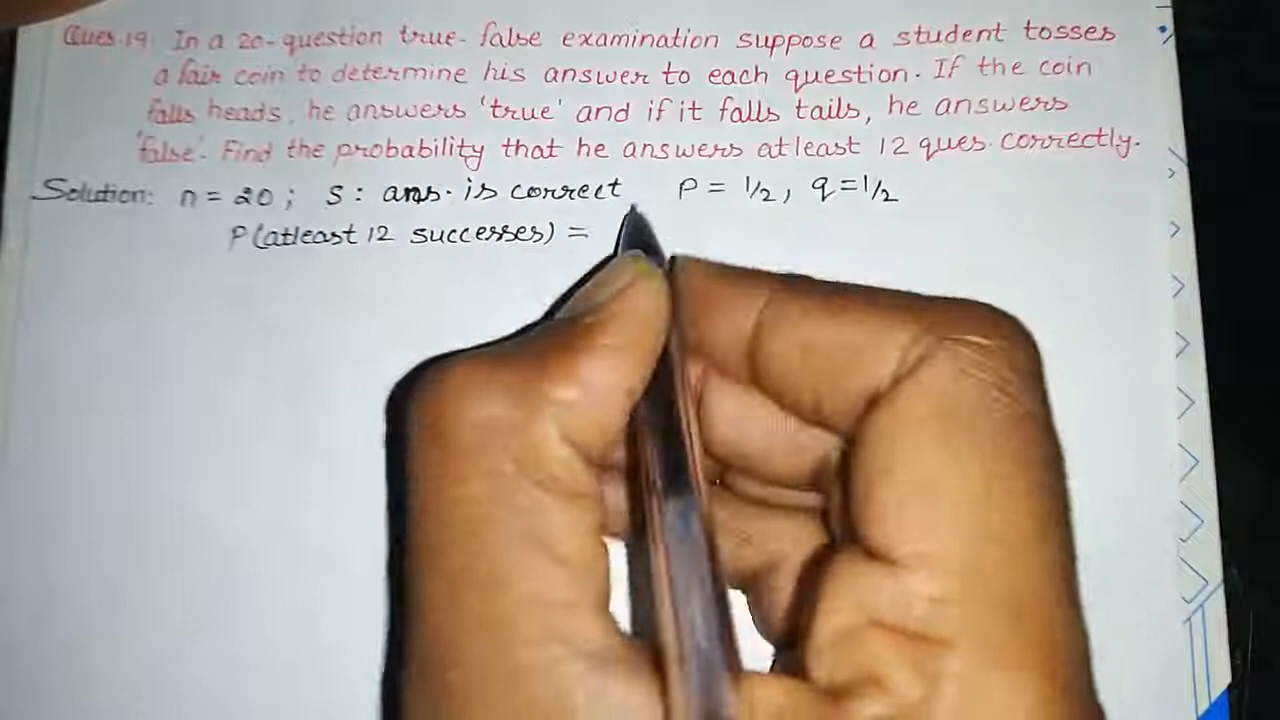 Ques.19. In a 20-question true-false examination suppose a student tosses
a fair coin to determine his answer to each question. If the coin
falls heads, he answers 'true' and if it falls tails, he answers
'false'. Find the probability that he answers atleast 12 ques. correctly.
Solution: n = 20 ; S : ans. is correct P = 1/2, q = 1/2
P(atleast 12 successes) =